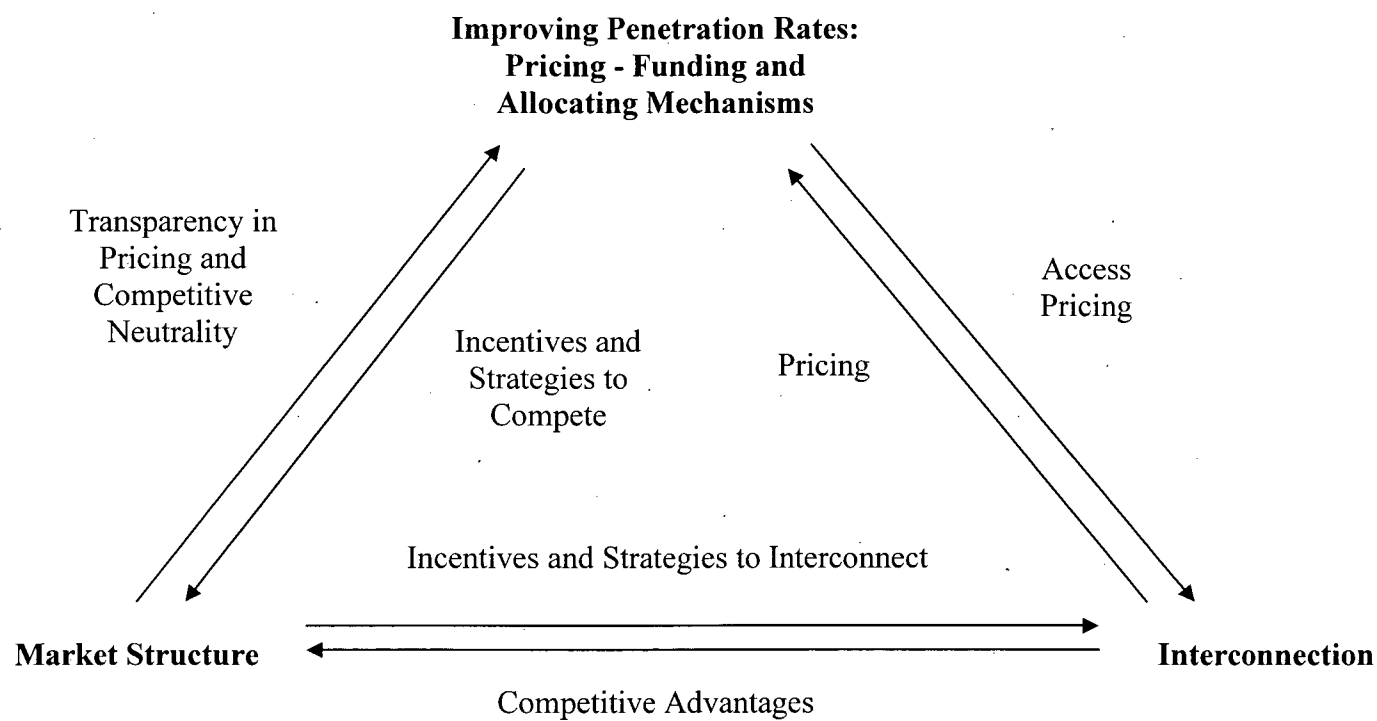 Improving Penetration Rates:
Pricing - Funding and
Allocating Mechanisms
Transparency in
Pricing and
Competitive
Neutrality
Access
Pricing
Incentives and
Strategies to
Compete
Pricing
Incentives and Strategies to Interconnect
Market Structure
Interconnection
Competitive Advantages